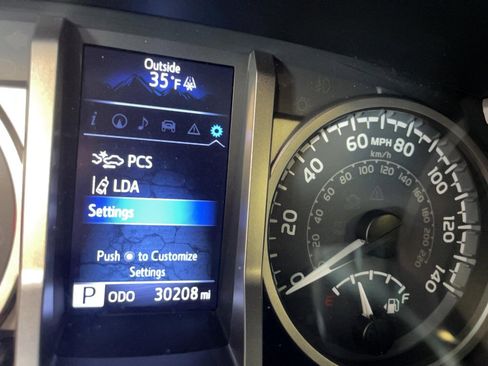 Outside
35°F
i
PCS
LDA
Settings
Push to Customize
Settings
P ODO 30208 mi
0 20 40 60 MPH 80 100 120 140
km/h
E F